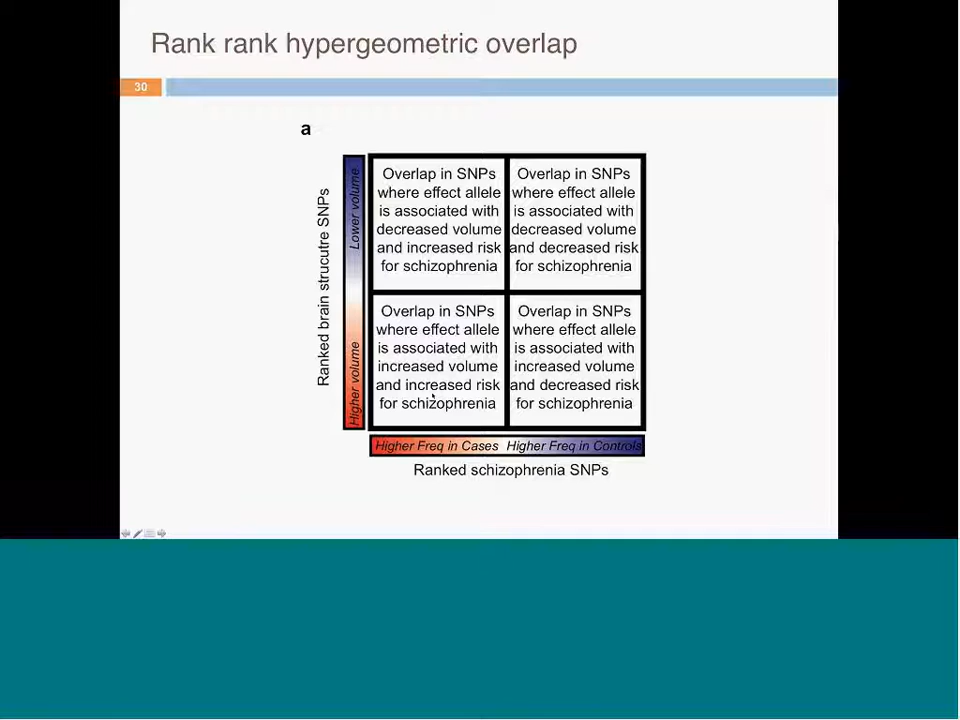 Rank rank hypergeometric overlap
30
a
Ranked brain strucutre SNPs
Lower volume
Higher volume
Overlap in SNPs
where effect allele
is associated with
decreased volume
and increased risk
for schizophrenia
Overlap in SNPs
where effect allele
is associated with
decreased volume
and decreased risk
for schizophrenia
Overlap in SNPs
where effect allele
is associated with
increased volume
and increased risk
for schizophrenia
Overlap in SNPs
where effect allele
is associated with
increased volume
and decreased risk
for schizophrenia
Higher Freq in Cases
Higher Freq in Controls
Ranked schizophrenia SNPs